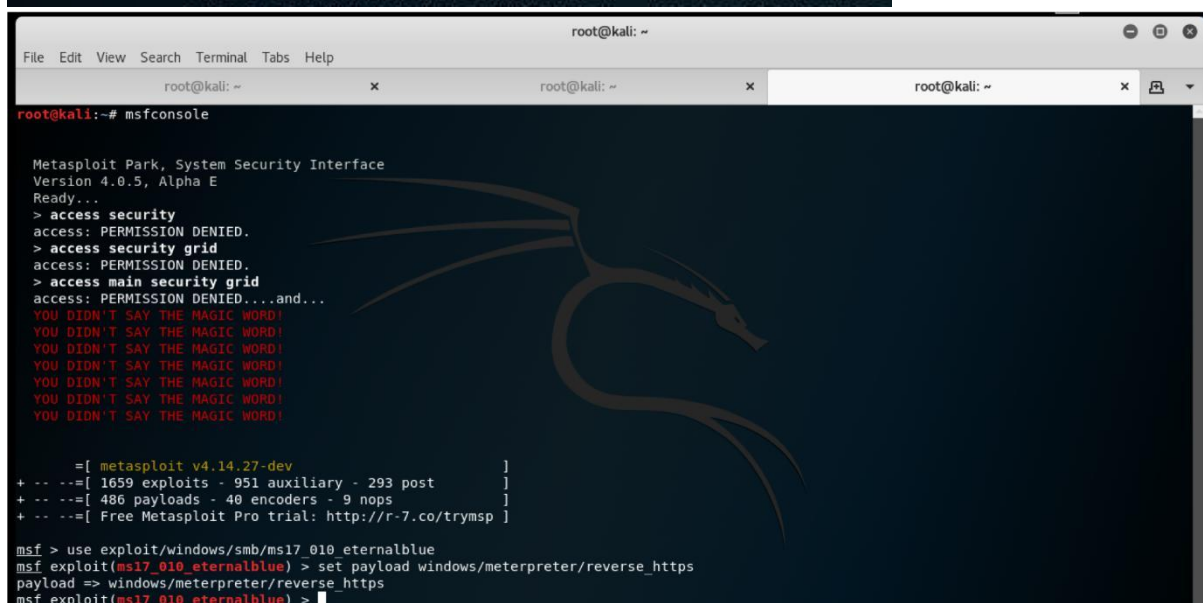 root@kali: ~
File Edit View Search Terminal Tabs Help
root@kali: ~ root@kali: ~ root@kali: ~
root@kali:~# msfconsole
Metasploit Park, System Security Interface
Version 4.0.5, Alpha E
Ready...
> access security
access: PERMISSION DENIED.
> access security grid
access: PERMISSION DENIED.
> access main security grid
access: PERMISSION DENIED....and...
YOU DIDN'T SAY THE MAGIC WORD!
YOU DIDN'T SAY THE MAGIC WORD!
YOU DIDN'T SAY THE MAGIC WORD!
YOU DIDN'T SAY THE MAGIC WORD!
YOU DIDN'T SAY THE MAGIC WORD!
YOU DIDN'T SAY THE MAGIC WORD!
YOU DIDN'T SAY THE MAGIC WORD!
=[ metasploit v4.14.27-dev ]
+ -- --=[ 1659 exploits - 951 auxiliary - 293 post ]
+ -- --=[ 486 payloads - 40 encoders - 9 nops ]
+ -- --=[ Free Metasploit Pro trial: http://r-7.co/trymsp ]
msf > use exploit/windows/smb/ms17_010_eternalblue
msf exploit(ms17_010_eternalblue) > set payload windows/meterpreter/reverse_https
payload => windows/meterpreter/reverse_https
msf exploit(ms17_010_eternalblue) >